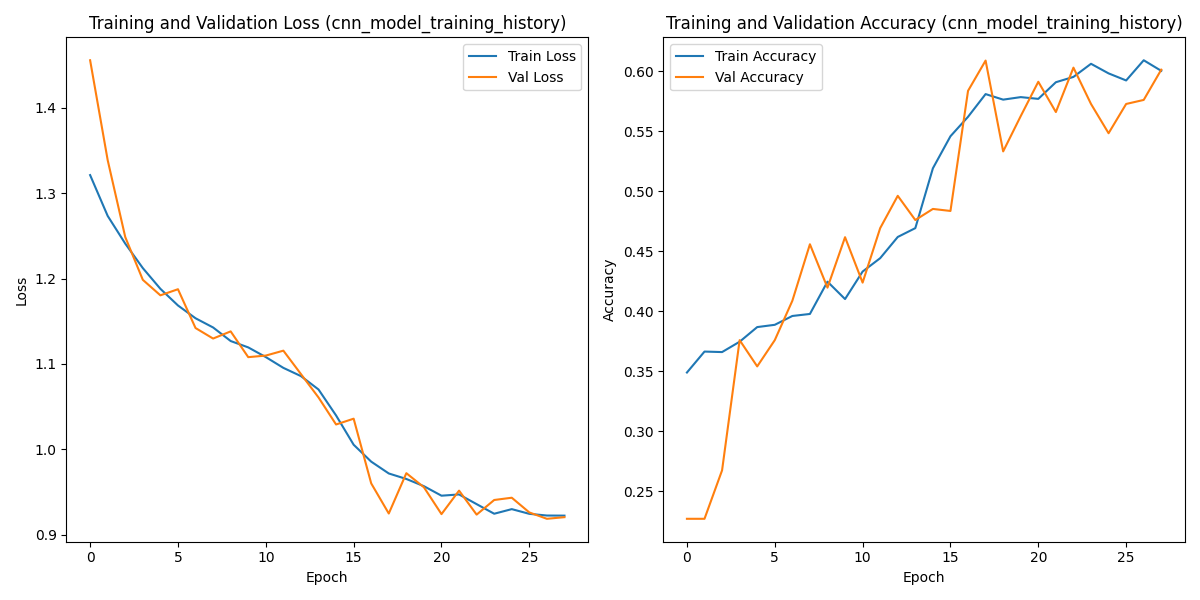 Training and Validation Loss (cnn_model_training_history)
Train Loss
Val Loss
1.4
1.3
1.2
1.1
1.0
0.9
Loss
0 5 10 15 20 25
Epoch
Training and Validation Accuracy (cnn_model_training_history)
Train Accuracy
Val Accuracy
0.60
0.55
0.50
0.45
0.40
0.35
0.30
0.25
Accuracy
0 5 10 15 20 25
Epoch